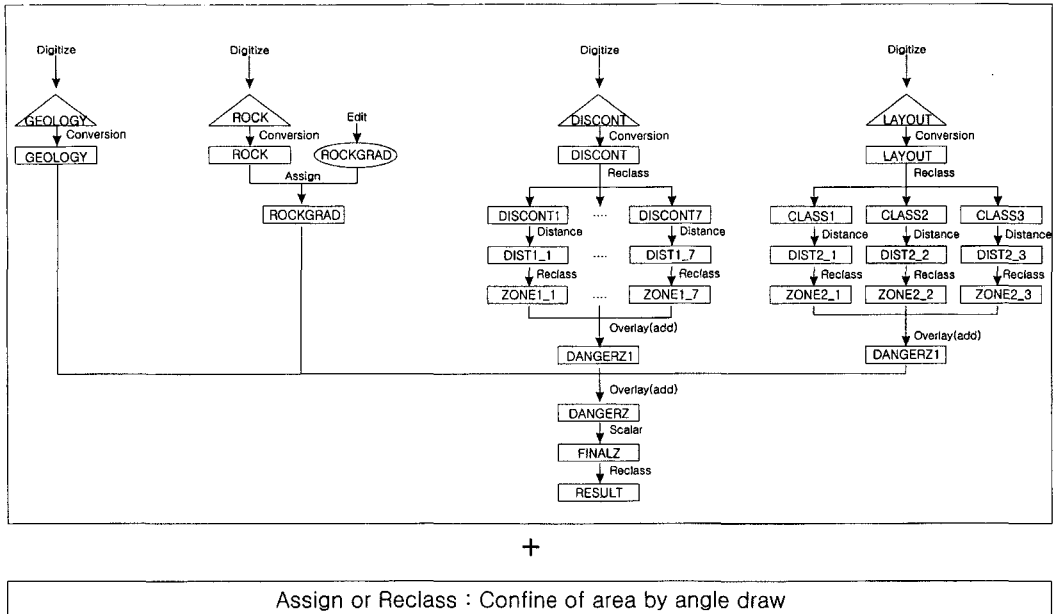 Digitize Digitize Digitize Digitize
GEOLOGY ROCK Edit DISCONT LAYOUT
Conversion Conversion Conversion Conversion
GEOLOGY ROCK ROCKGRAD DISCONT LAYOUT
Assign Reclass Reclass
ROCKGRAD DISCONT1 .... DISCONT7 CLASS1 CLASS2 CLASS3
Distance Distance Distance Distance Distance
DIST1_1 .... DIST1_7 DIST2_1 DIST2_2 DIST2_3
Reclass Reclass Reclass Reclass Reclass
ZONE1_1 .... ZONE1_7 ZONE2_1 ZONE2_2 ZONE2_3
Overlay(add) Overlay(add)
DANGERZ1 DANGERZ1
Overlay(add)
DANGERZ
Scalar
FINALZ
Reclass
RESULT
+
Assign or Reclass : Confine of area by angle draw